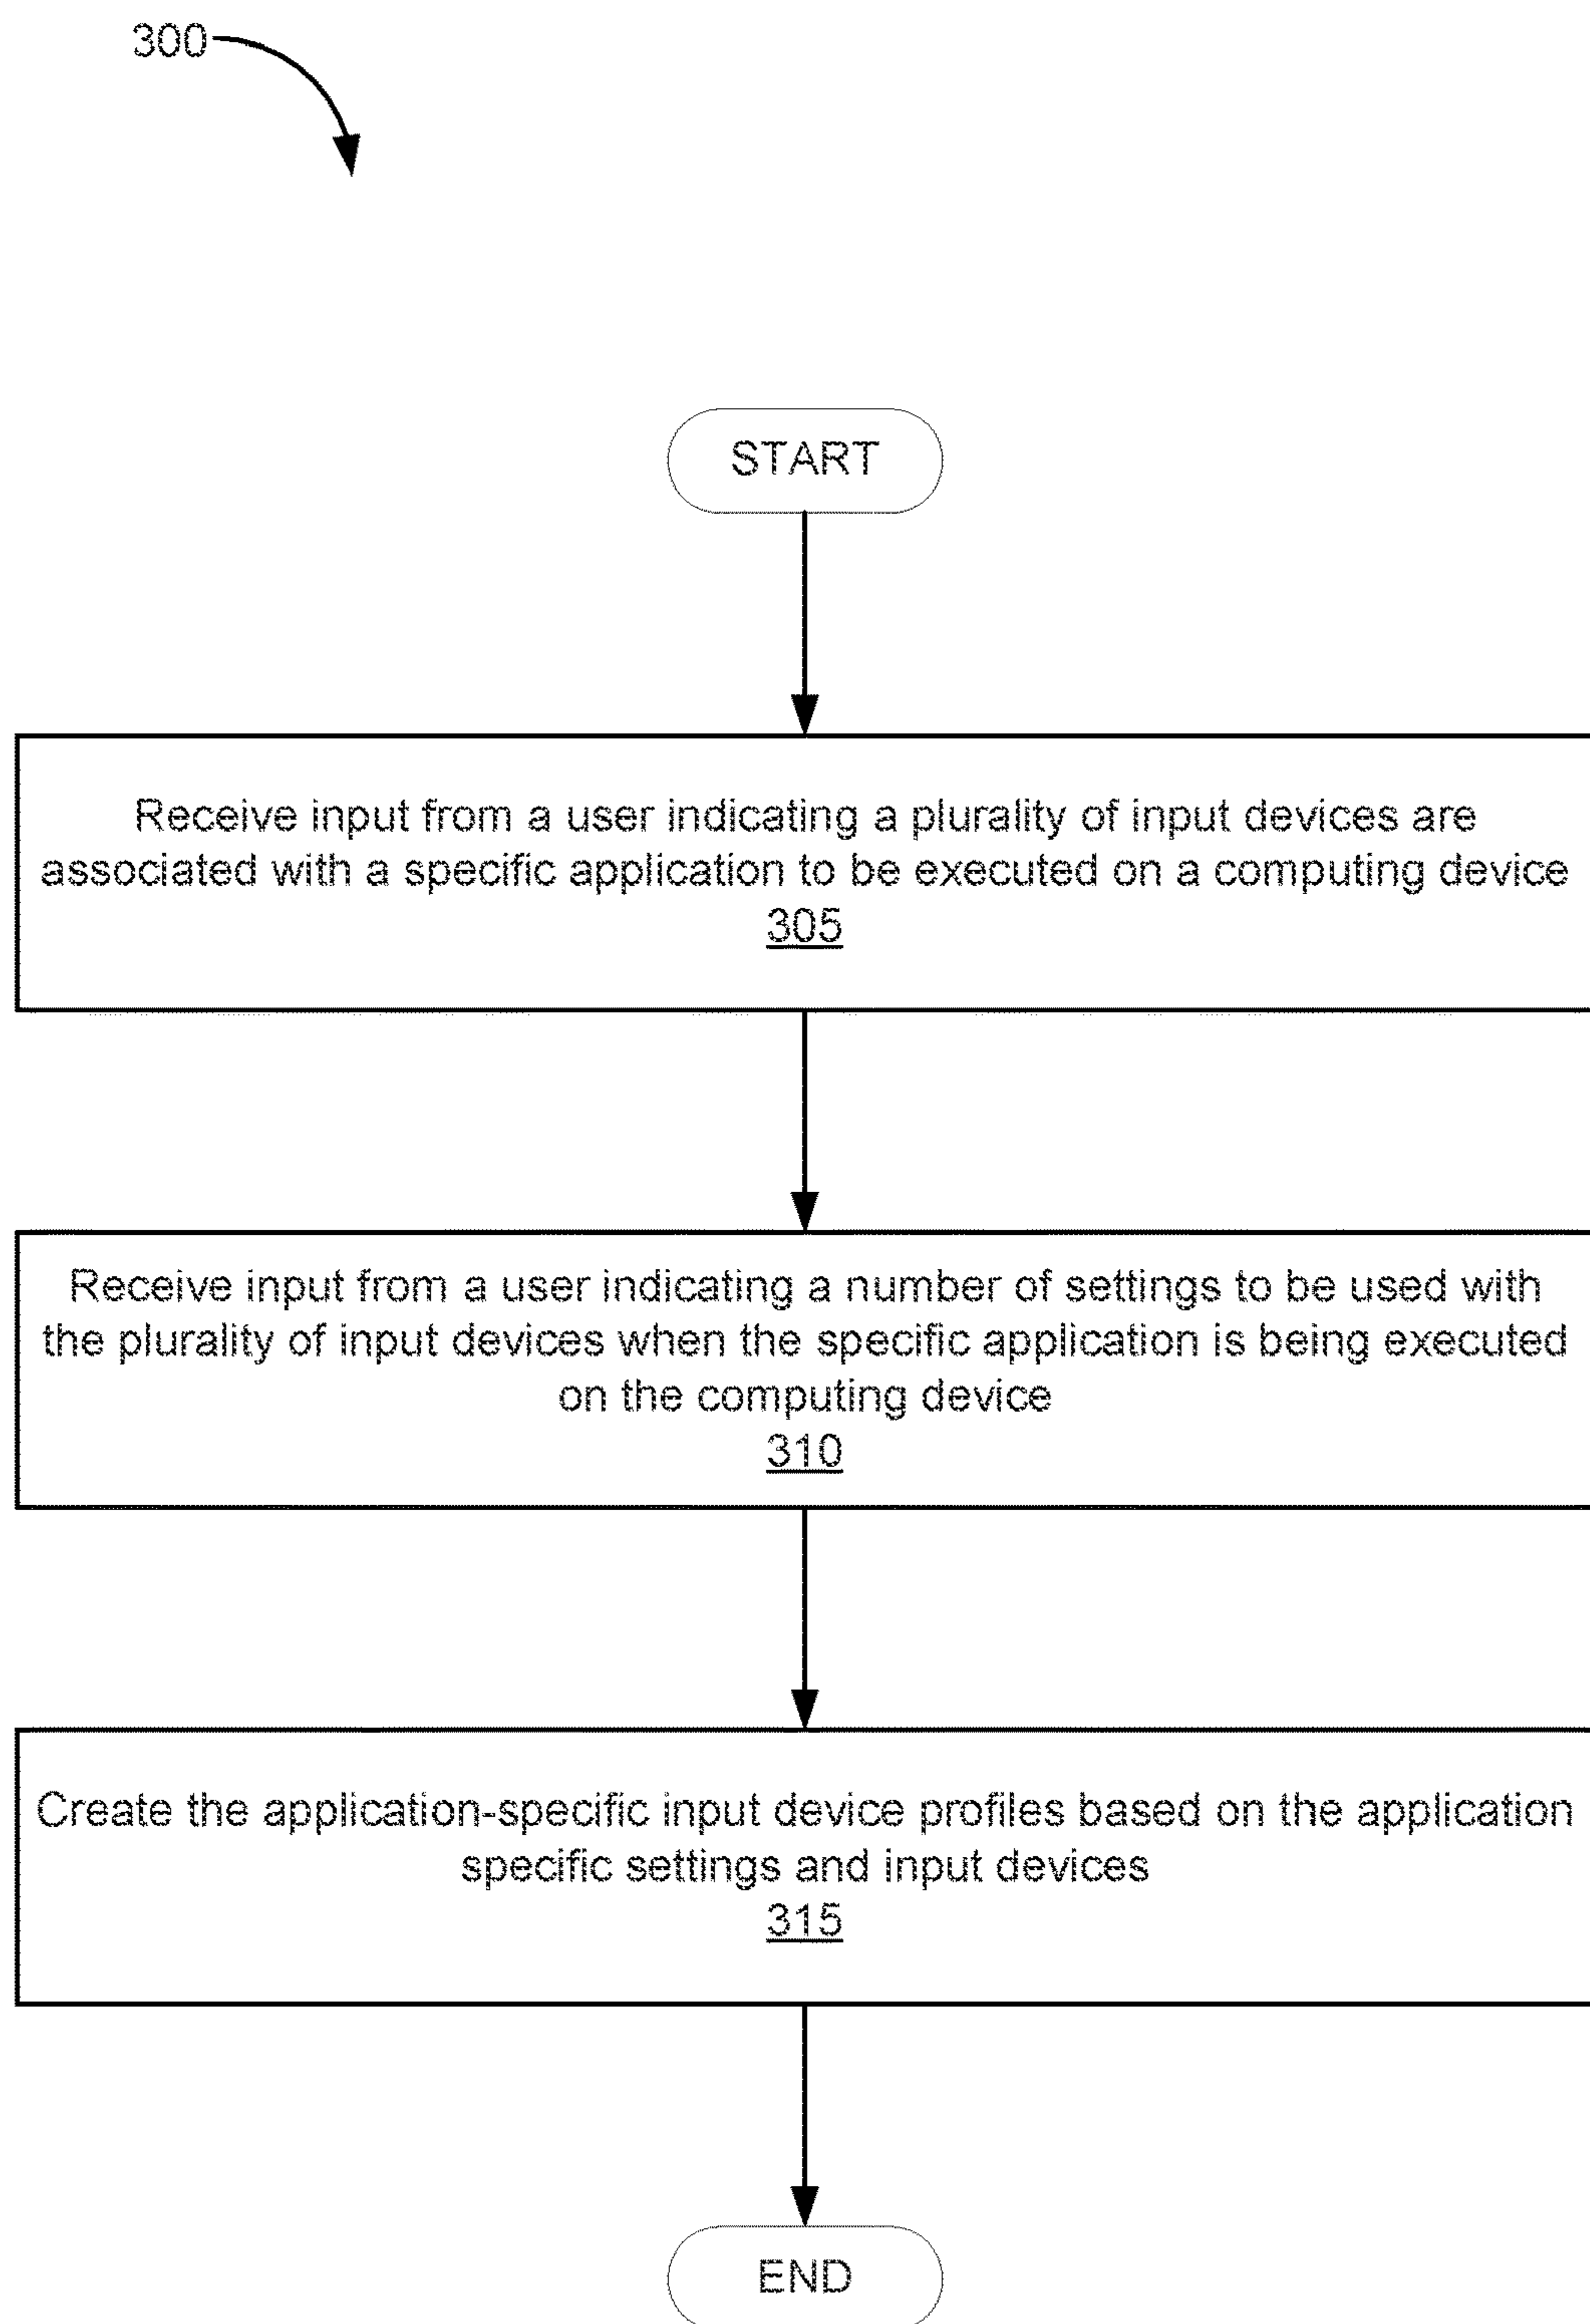 300
START
Receive input from a user indicating a plurality of input devices are
associated with a specific application to be executed on a computing device
305
Receive input from a user indicating a number of settings to be used with
the plurality of input devices when the specific application is being executed
on the computing device
310
Create the application-specific input device profiles based on the application
specific settings and input devices
315
END